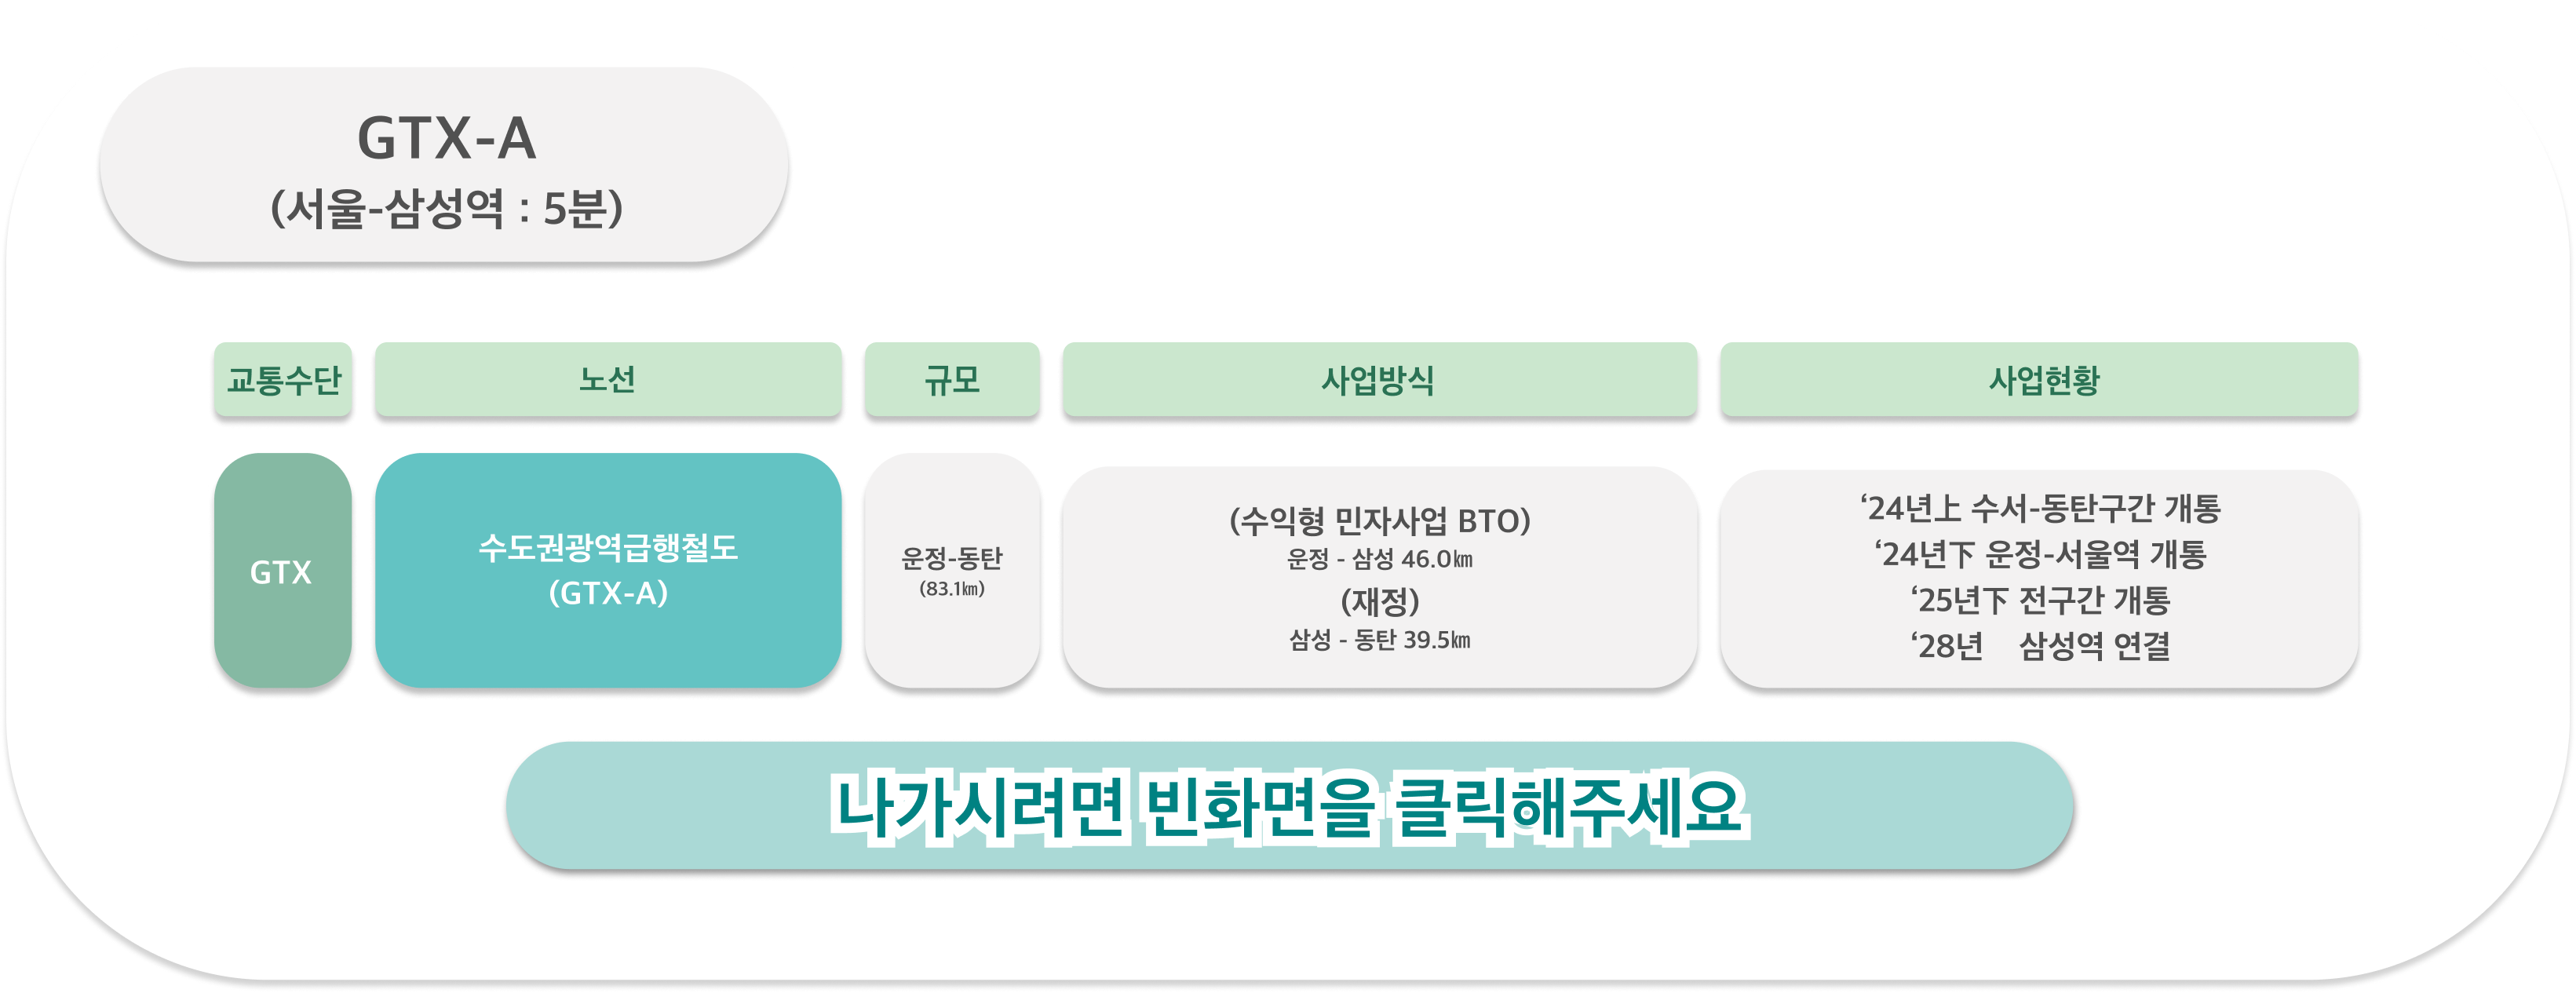 GTX-A
(서울-삼성역 : 5분)
교통수단
노선
규모
사업방식
사업현황
GTX
수도권광역급행철도
(GTX-A)
운정-동탄
(83.1㎞)
(수익형 민자사업 BTO)
운정 - 삼성 46.0㎞
(재정)
삼성 - 동탄 39.5㎞
‘24년上 수서-동탄구간 개통
‘24년下 운정-서울역 개통
‘25년下 전구간 개통
‘28년 삼성역 연결
나가시려면 빈화면을 클릭해주세요